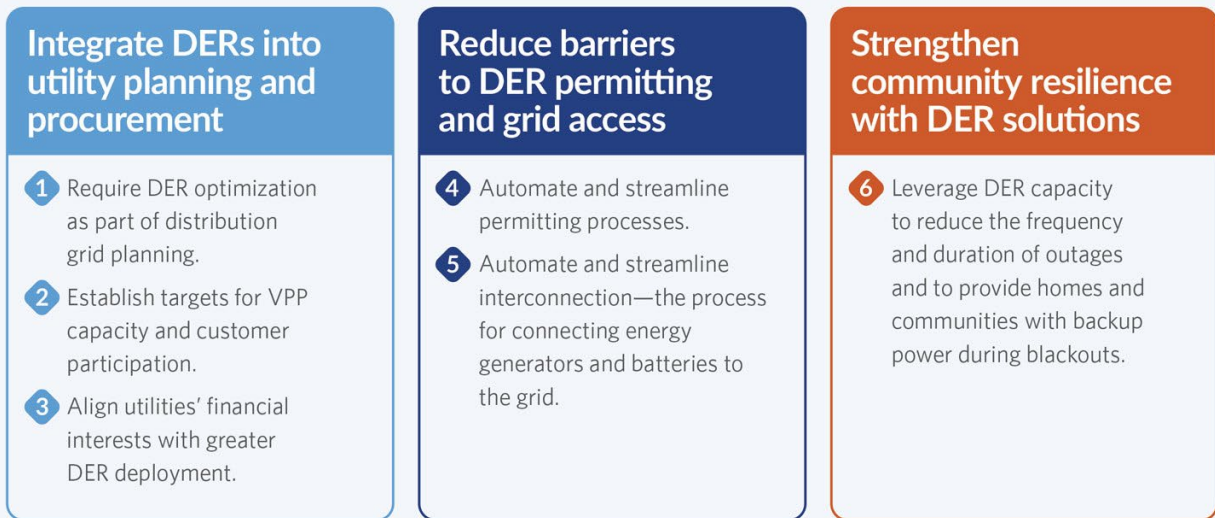 Integrate DERs into
utility planning and
procurement
1 Require DER optimization
as part of distribution
grid planning.
2 Establish targets for VPP
capacity and customer
participation.
3 Align utilities’ financial
interests with greater
DER deployment.
Reduce barriers
to DER permitting
and grid access
4 Automate and streamline
permitting processes.
5 Automate and streamline
interconnection—the process
for connecting energy
generators and batteries to
the grid.
Strengthen
community resilience
with DER solutions
6 Leverage DER capacity
to reduce the frequency
and duration of outages
and to provide homes and
communities with backup
power during blackouts.